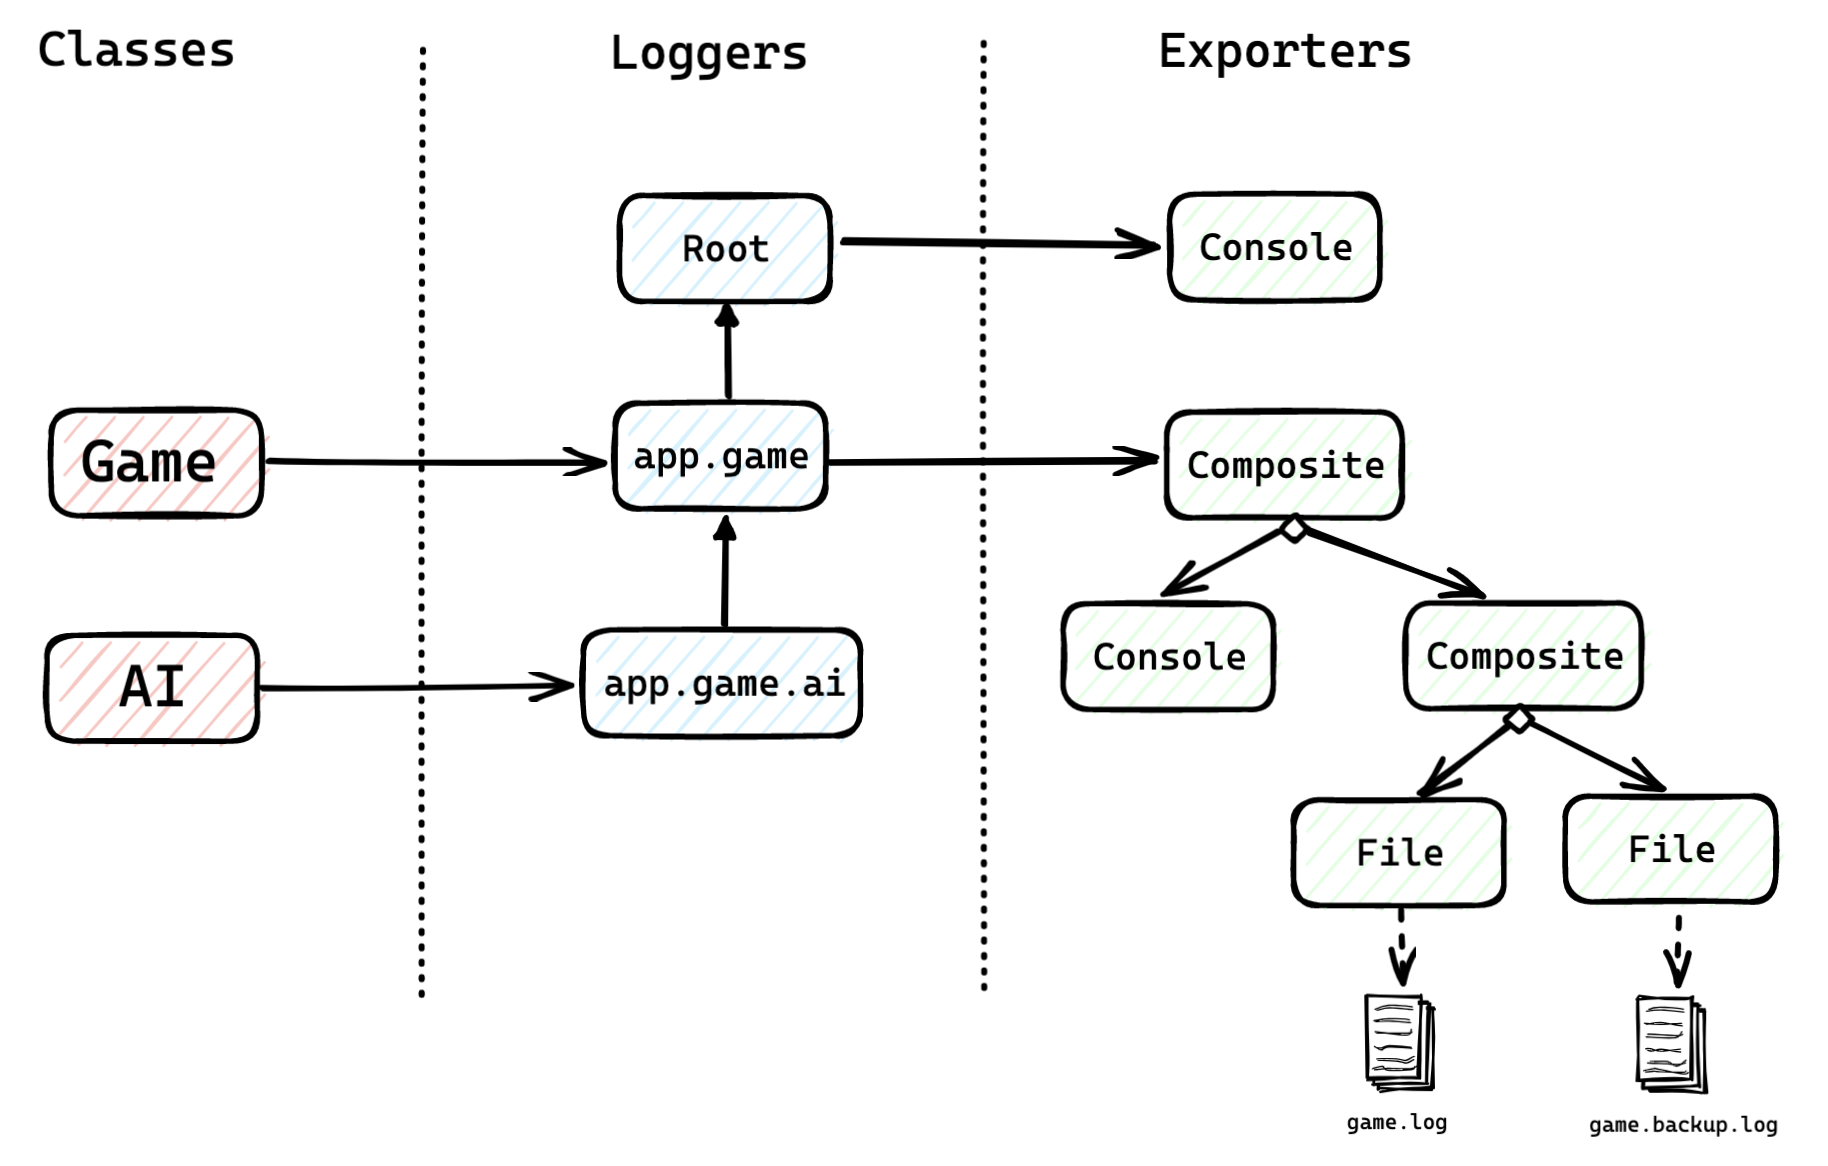 Classes
Loggers
Exporters
Root
Console
Game
app.game
Composite
AI
app.game.ai
Console
Composite
File
File
game.log
game.backup.log